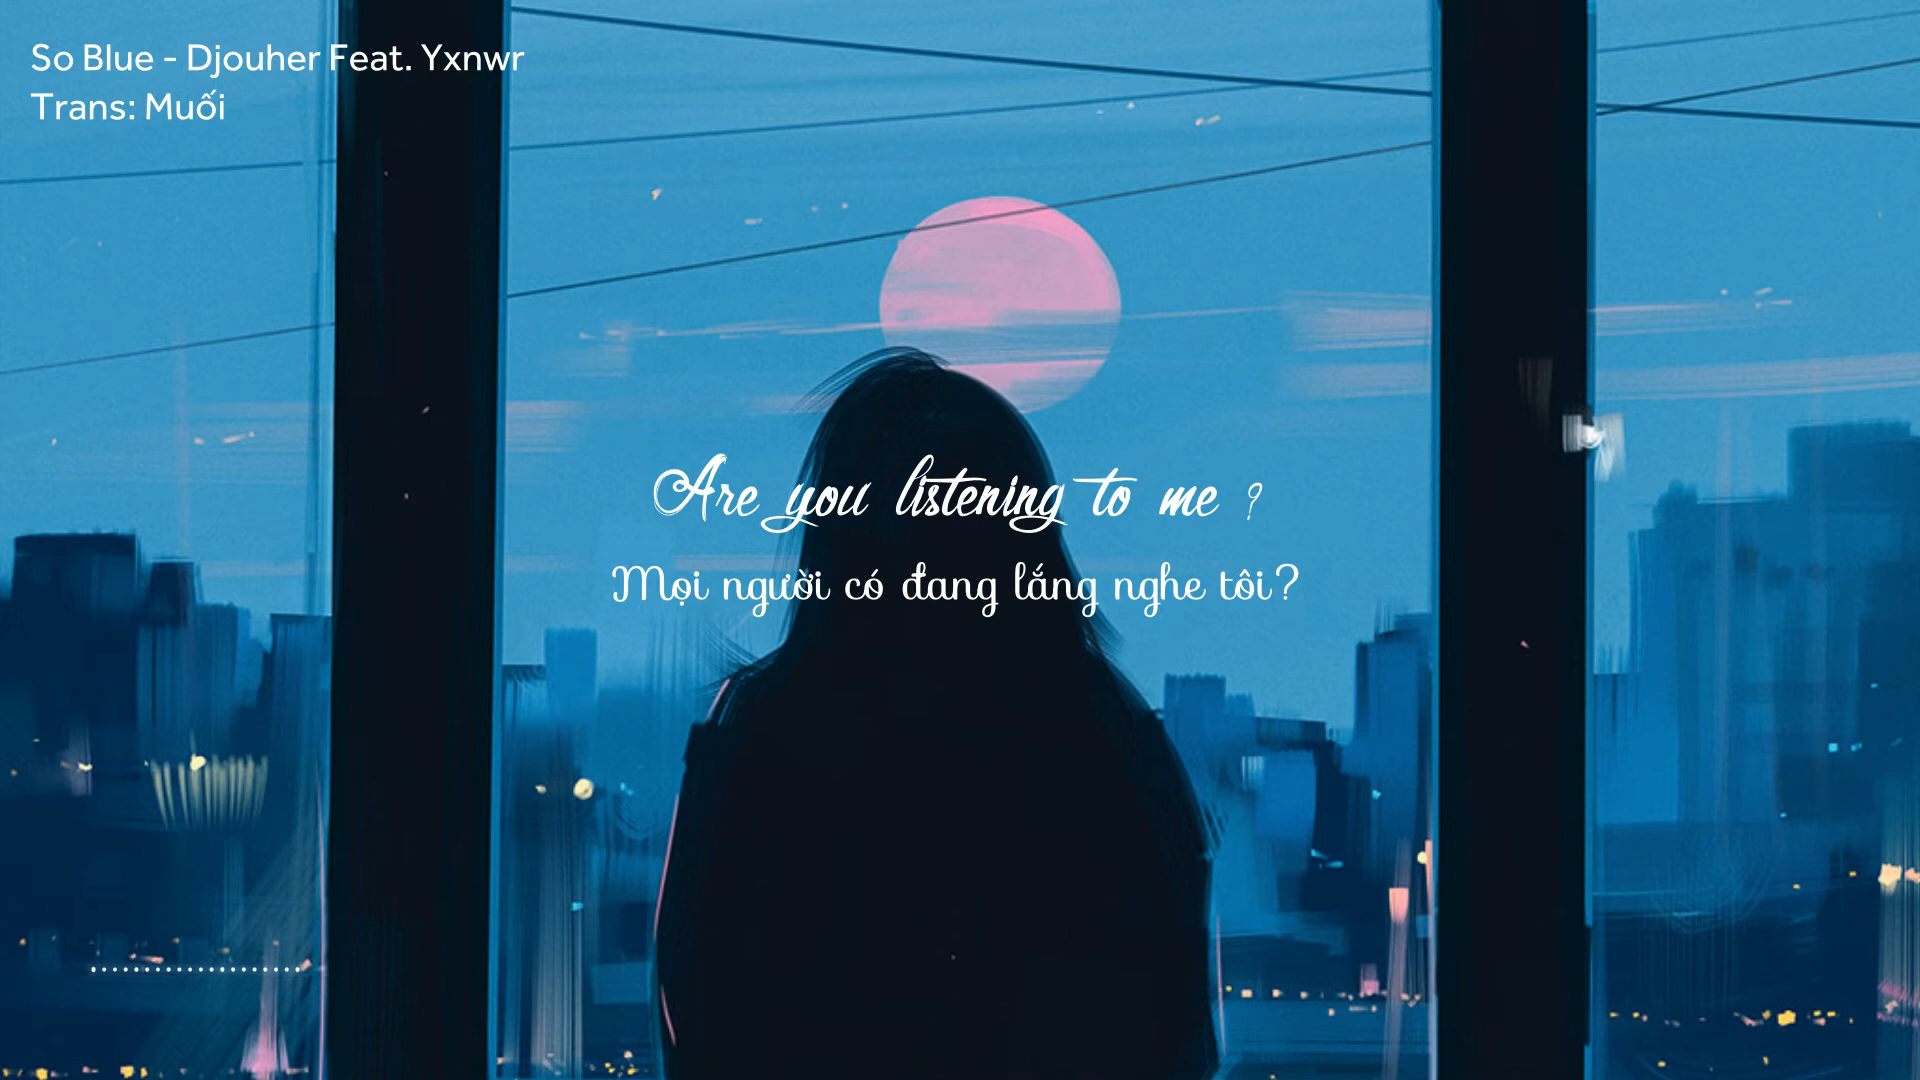 So Blue - Djouher Feat. Yxnwr
Trans: Muối
Are you listening to me ?
Mọi người có đang lắng nghe tôi?